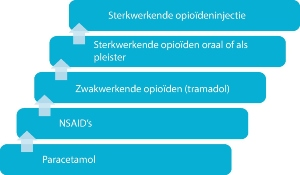 Sterkwerkende opioïdeninjectie
Sterkwerkende opioïden oraal of als
pleister
Zwakwerkende opioïden (tramadol)
NSAID's
Paracetamol